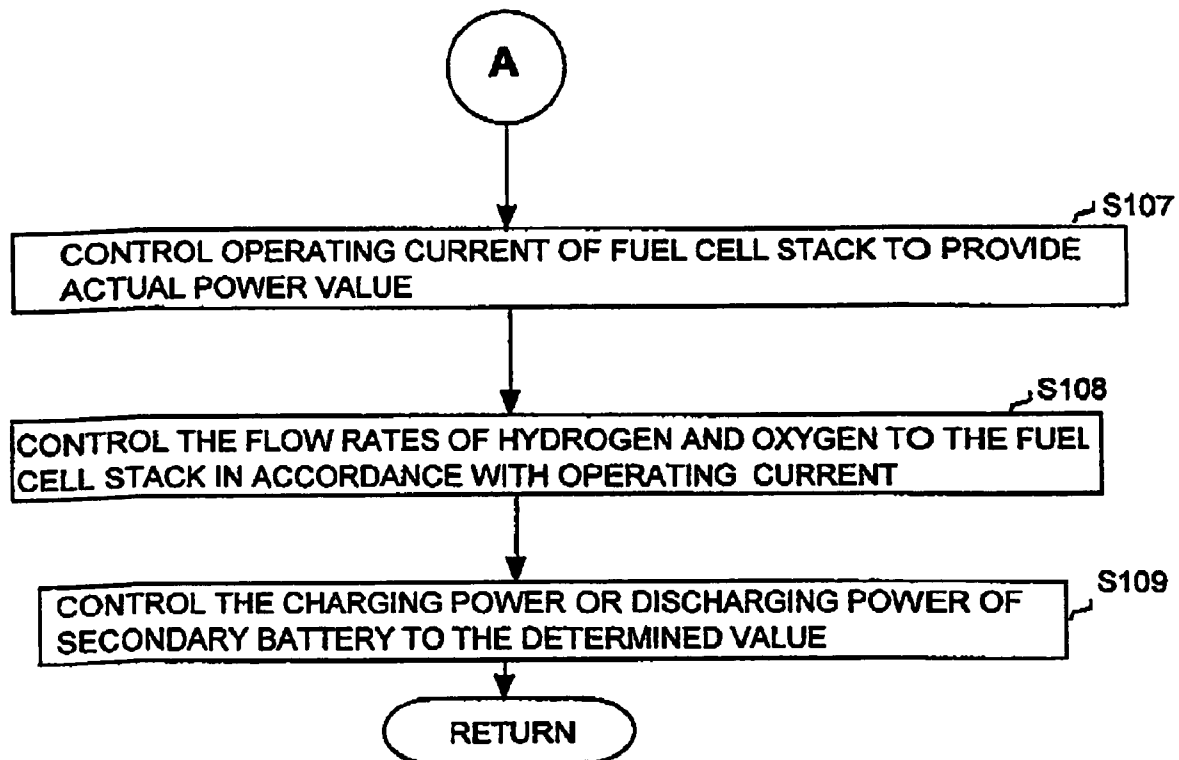 A
S107
CONTROL OPERATING CURRENT OF FUEL CELL STACK TO PROVIDE
ACTUAL POWER VALUE
S108
CONTROL THE FLOW RATES OF HYDROGEN AND OXYGEN TO THE FUEL
CELL STACK IN ACCORDANCE WITH OPERATING CURRENT
S109
CONTROL THE CHARGING POWER OR DISCHARGING POWER OF
SECONDARY BATTERY TO THE DETERMINED VALUE
RETURN